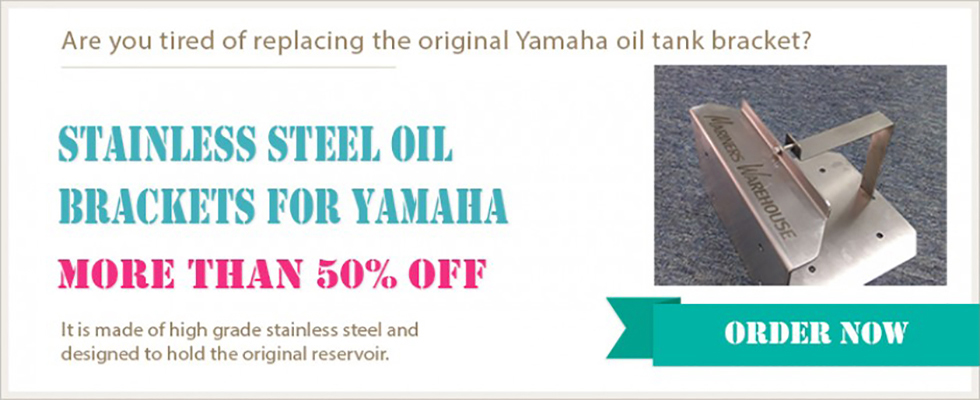 Are you tired of replacing the original Yamaha oil tank bracket?
STAINLESS STEEL OIL
BRACKETS FOR YAMAHA
MORE THAN 50% OFF
It is made of high grade stainless steel and
designed to hold the original reservoir.
MARINERS WAREHOUSE
ORDER NOW